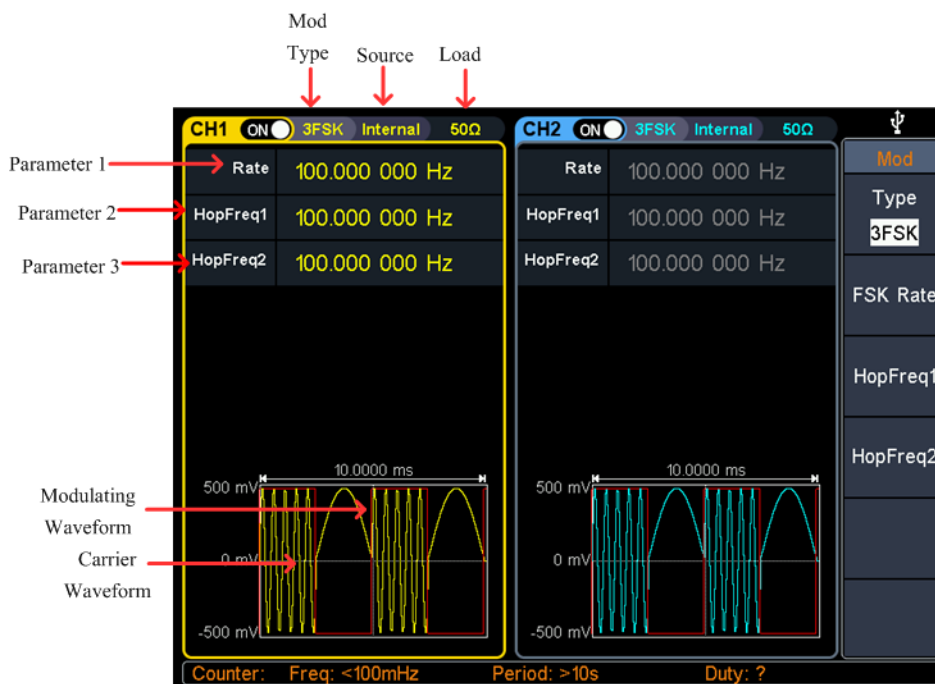 Mod
Type
Source
Load
CH1 ON 3FSK Internal 50Ω
CH2 ON 3FSK Internal 50Ω
Mod
Parameter 1
Rate 100.000 000 Hz
Rate 100.000 000 Hz
Type
3FSK
Parameter 2
HopFreq1 100.000 000 Hz
HopFreq1 100.000 000 Hz
Parameter 3
HopFreq2 100.000 000 Hz
HopFreq2 100.000 000 Hz
FSK Rate
HopFreq1
HopFreq2
10.0000 ms
10.0000 ms
500 mV
500 mV
Modulating
Waveform
0 mV
0 mV
Carrier
Waveform
-500 mV
-500 mV
Counter: Freq: <100mHz Period: >10s Duty: ?